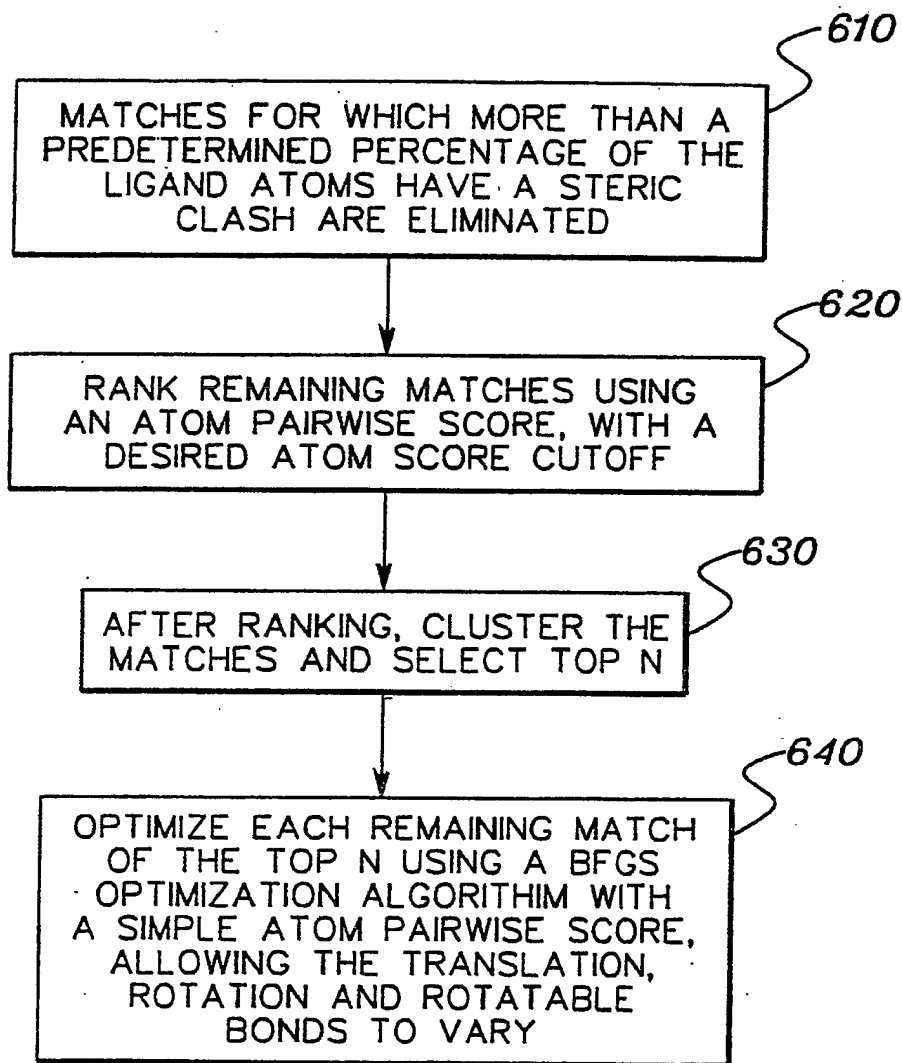 610
MATCHES FOR WHICH MORE THAN A
PREDETERMINED PERCENTAGE OF THE
LIGAND ATOMS HAVE A STERIC
CLASH ARE ELIMINATED
620
RANK REMAINING MATCHES USING
AN ATOM PAIRWISE SCORE, WITH A
DESIRED ATOM SCORE CUTOFF
630
AFTER RANKING, CLUSTER THE
MATCHES AND SELECT TOP N
640
OPTIMIZE EACH REMAINING MATCH
OF THE TOP N USING A BFGS
OPTIMIZATION ALGORITHIM WITH
A SIMPLE ATOM PAIRWISE SCORE,
ALLOWING THE TRANSLATION,
ROTATION AND ROTATABLE
BONDS TO VARY